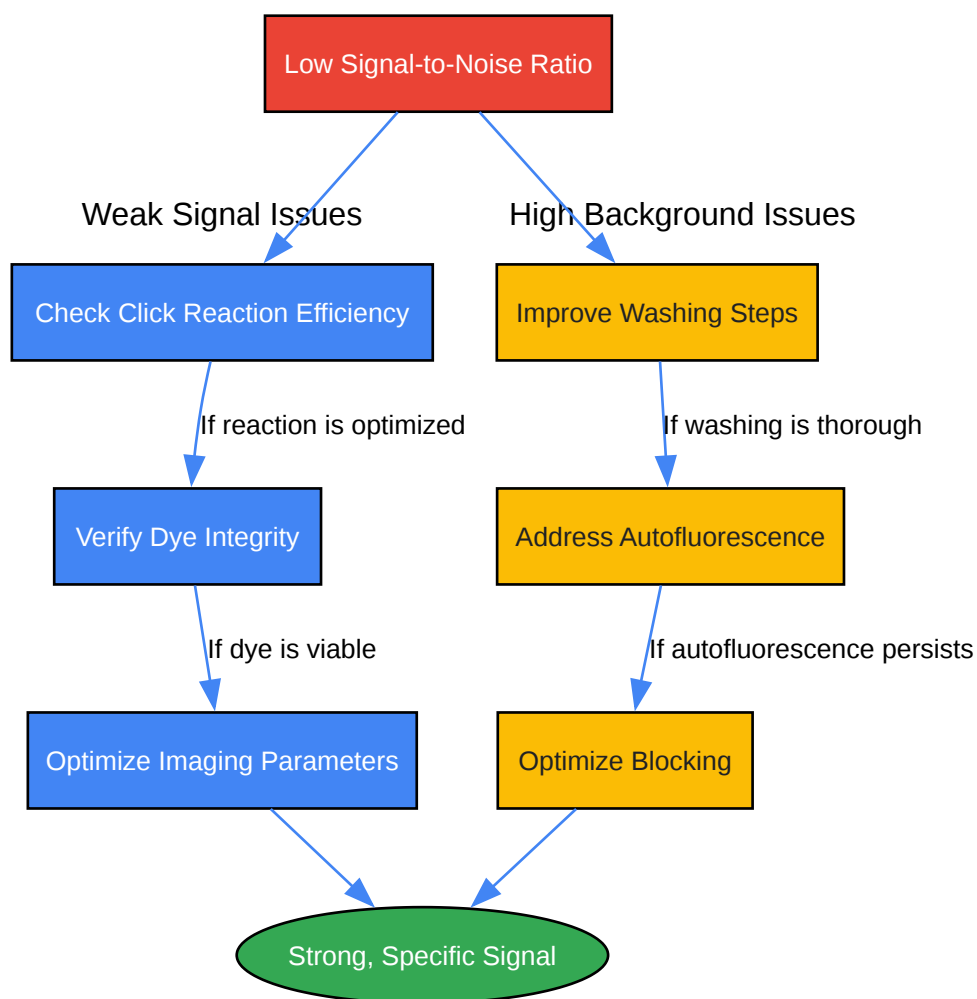 Low Signal-to-Noise Ratio
Weak Signal Issues
High Background Issues
Check Click Reaction Efficiency
Improve Washing Steps
If reaction is optimized
If washing is thorough
Verify Dye Integrity
Address Autofluorescence
If dye is viable
If autofluorescence persists
Optimize Imaging Parameters
Optimize Blocking
Strong, Specific Signal